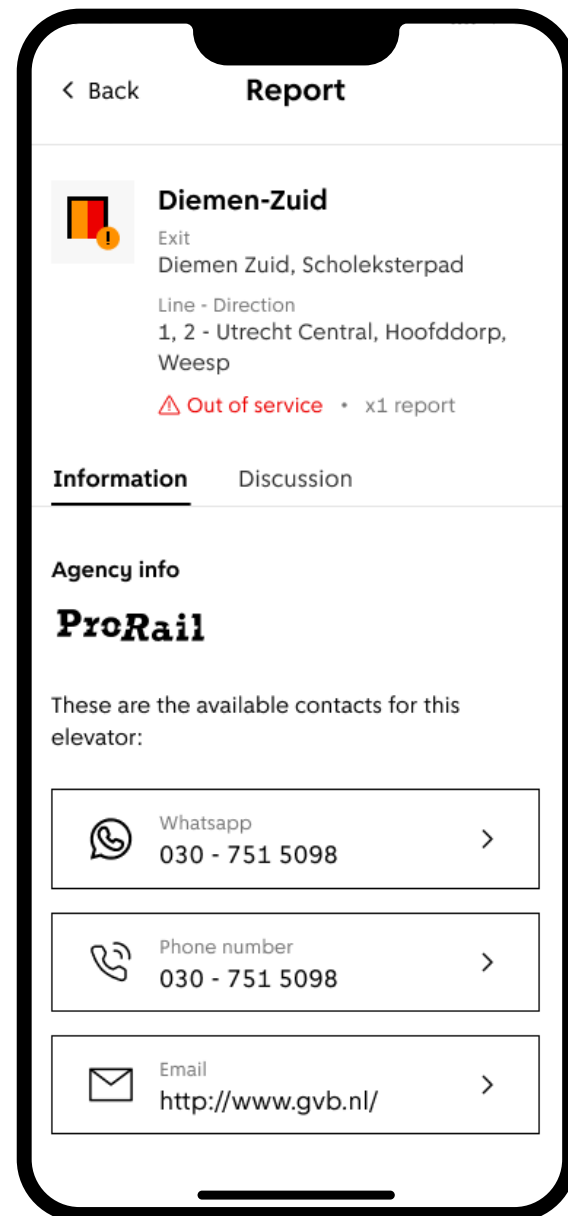 Back
Report
Diemen-Zuid
Exit
Diemen Zuid, Scholeksterpad
Line - Direction
1, 2 - Utrecht Central, Hoofddorp,
Weesp
Out of service • x1 report
Information
Discussion
Agency info
ProRail
These are the available contacts for this
elevator:
Whatsapp
030 - 751 5098
Phone number
030 - 751 5098
Email
http://www.gvb.nl/